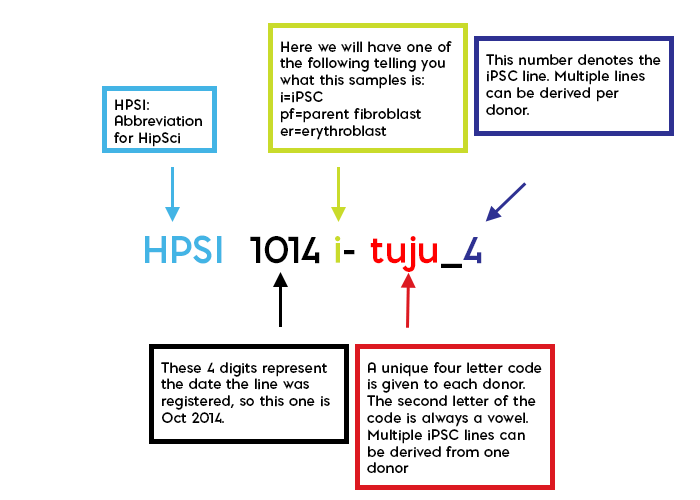 Here we will have one of
the following telling you
what this samples is:
i=iPSC
pf=parent fibroblast
er=erythroblast
This number denotes the
iPSC line. Multiple lines
can be derived per
donor.
HPSI:
Abbreviation
for HipSci
HPSI 1014 i- tuju_4
These 4 digits represent
the date the line was
registered, so this one is
Oct 2014.
A unique four letter code
is given to each donor.
The second letter of the
code is always a vowel.
Multiple iPSC lines can
be derived from one
donor